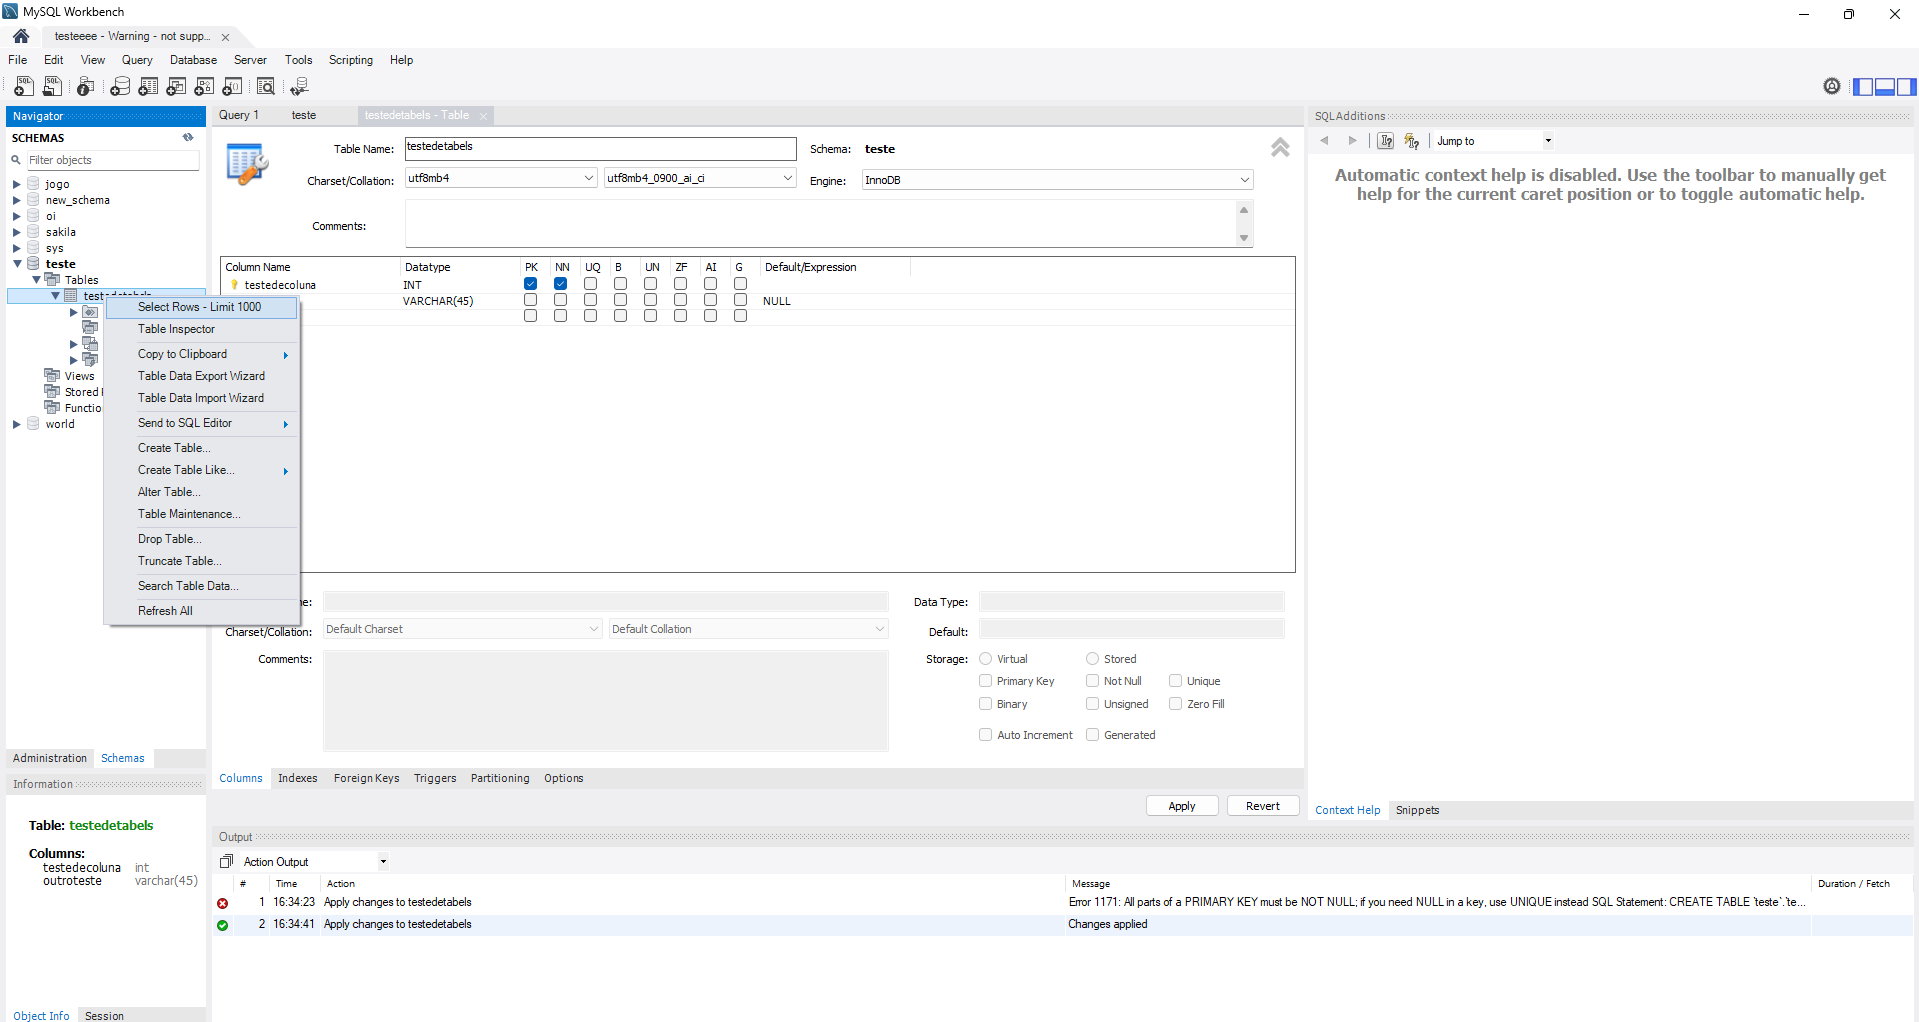 MySQL Workbench
testeeee - Warning - not supp...
File Edit View Query Database Server Tools Scripting Help
Navigator
SCHEMAS
Filter objects
jogo
new_schema
oi
sakila
sys
teste
Tables
testedetabels
Views
Stored
Functio
world
Select Rows - Limit 1000
Table Inspector
Copy to Clipboard
Table Data Export Wizard
Table Data Import Wizard
Send to SQL Editor
Create Table...
Create Table Like...
Alter Table...
Table Maintenance...
Drop Table...
Truncate Table...
Search Table Data...
Refresh All
Administration Schemas
Information
Table: testedetabels
Columns:
testedecoluna int
outroteste varchar(45)
Object Info Session
Query 1 teste testedetabels - Table
Table Name: testedetabels Schema: teste
Charset/Collation: utf8mb4 utf8mb4_0900_ai_ci Engine: InnoDB
Comments:
Column Name Datatype PK NN UQ B UN ZF AI G Default/Expression
testedecoluna INT
VARCHAR(45) NULL
Data Type:
Charset/Collation: Default Charset Default Collation Default:
Comments: Storage: Virtual Stored
Primary Key Not Null Unique
Binary Unsigned Zero Fill
Auto Increment Generated
Columns Indexes Foreign Keys Triggers Partitioning Options
Apply Revert
Output
Action Output
# Time Action Message Duration / Fetch
1 16:34:23 Apply changes to testedetabels Error 1171: All parts of a PRIMARY KEY must be NOT NULL; if you need NULL in a key, use UNIQUE instead SQL Statement: CREATE TABLE `teste`.`te...
2 16:34:41 Apply changes to testedetabels Changes applied
SQLAdditions
Jump to
Automatic context help is disabled. Use the toolbar to manually get
help for the current caret position or to toggle automatic help.
Context Help Snippets